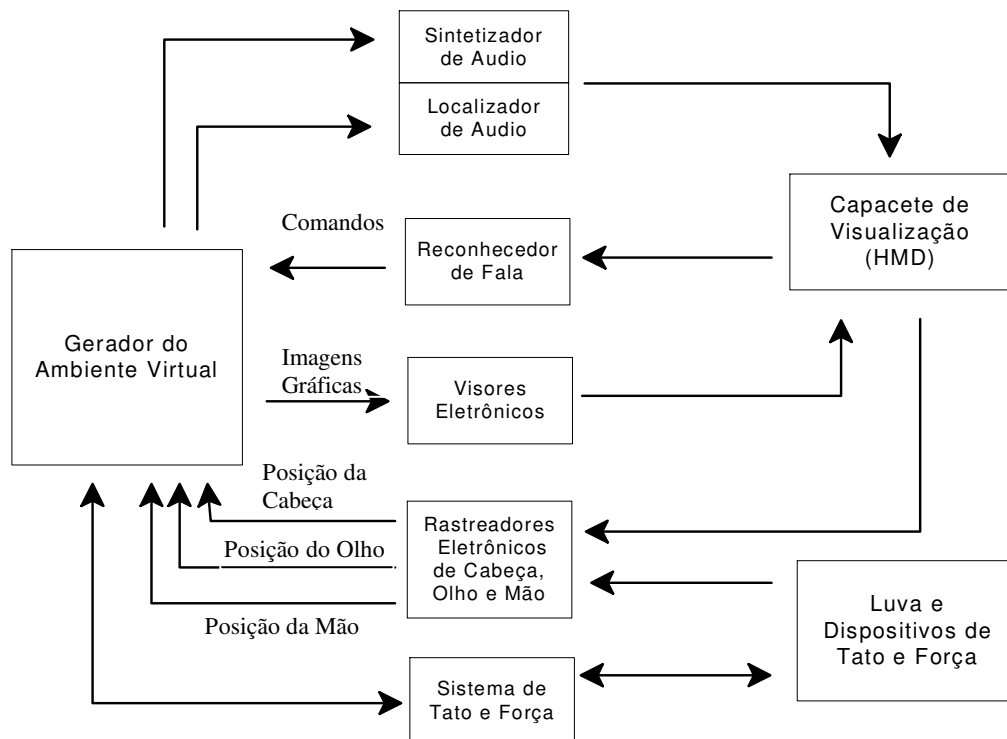 Sintetizador
de Audio
Localizador
de Audio
Capacete de
Visualização
(HMD)
Comandos
Reconhecedor
de Fala
Gerador do
Ambiente Virtual
Imagens
Gráficas
Visores
Eletrônicos
Posição da
Cabeça
Rastreadores
Eletrônicos
de Cabeça,
Olho e Mão
Posição do Olho
Posição da Mão
Luva e
Dispositivos de
Tato e Força
Sistema de
Tato e Força